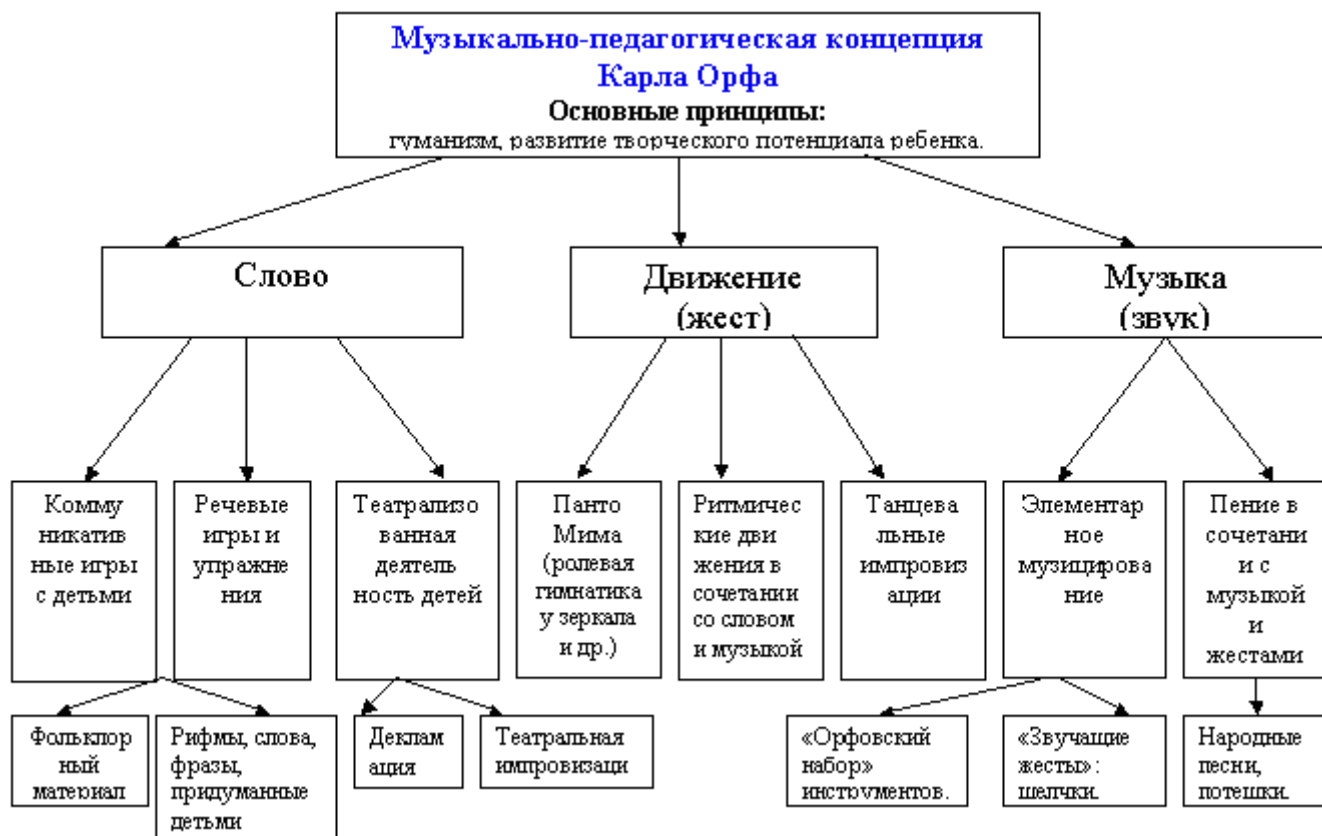 Музыкально-педагогическая концепция
Карла Орфа
Основные принципы:
гуманизм, развитие творческого потенциала ребенка.
Слово
Движение
(жест)
Музыка
(звук)
Комму
никатив
ные игры
с детьми
Речевые
игры и
упражне
ния
Театрализо
ванная
деятель
ность детей
Панто
Мима
(ролевая
гимнатика
у зеркала
и др.)
Ритмичес
кие дви
жения в
сочетании
со словом
и музыкой
Танцева
льные
импровиз
ации
Элементар
ное
музицирова
ние
Пение в
сочетани
и с
музыкой
и
жестами
Фольклор
ный
материал
Рифмы, слова,
фразы,
придуманные
детьми
Деклам
ация
Театральная
импровизаци
«Орфовский
набор»
инструментов.
«Звучащие
жесты»:
щелчки,
Народные
песни,
потешки.